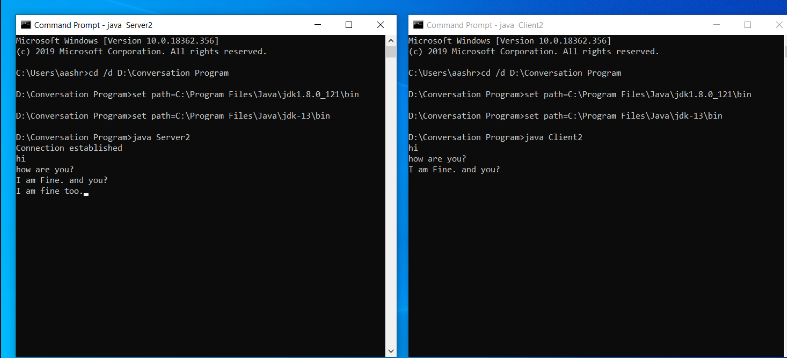 Command Prompt - java Server2
Microsoft Windows [Version 10.0.18362.356]
(c) 2019 Microsoft Corporation. All rights reserved.
C:\Users\aashr>cd /d D:\Conversation Program
D:\Conversation Program>set path=C:\Program Files\Java\jdk1.8.0_121\bin
D:\Conversation Program>set path=C:\Program Files\Java\jdk-13\bin
D:\Conversation Program>java Server2
Connection established
hi
how are you?
I am Fine. and you?
I am fine too.
Command Prompt - java Client2
Microsoft Windows [Version 10.0.18362.356]
(c) 2019 Microsoft Corporation. All rights reserved.
C:\Users\aashr>cd /d D:\Conversation Program
D:\Conversation Program>set path=C:\Program Files\Java\jdk1.8.0_121\bin
D:\Conversation Program>set path=C:\Program Files\Java\jdk-13\bin
D:\Conversation Program>java Client2
hi
how are you?
I am Fine. and you?